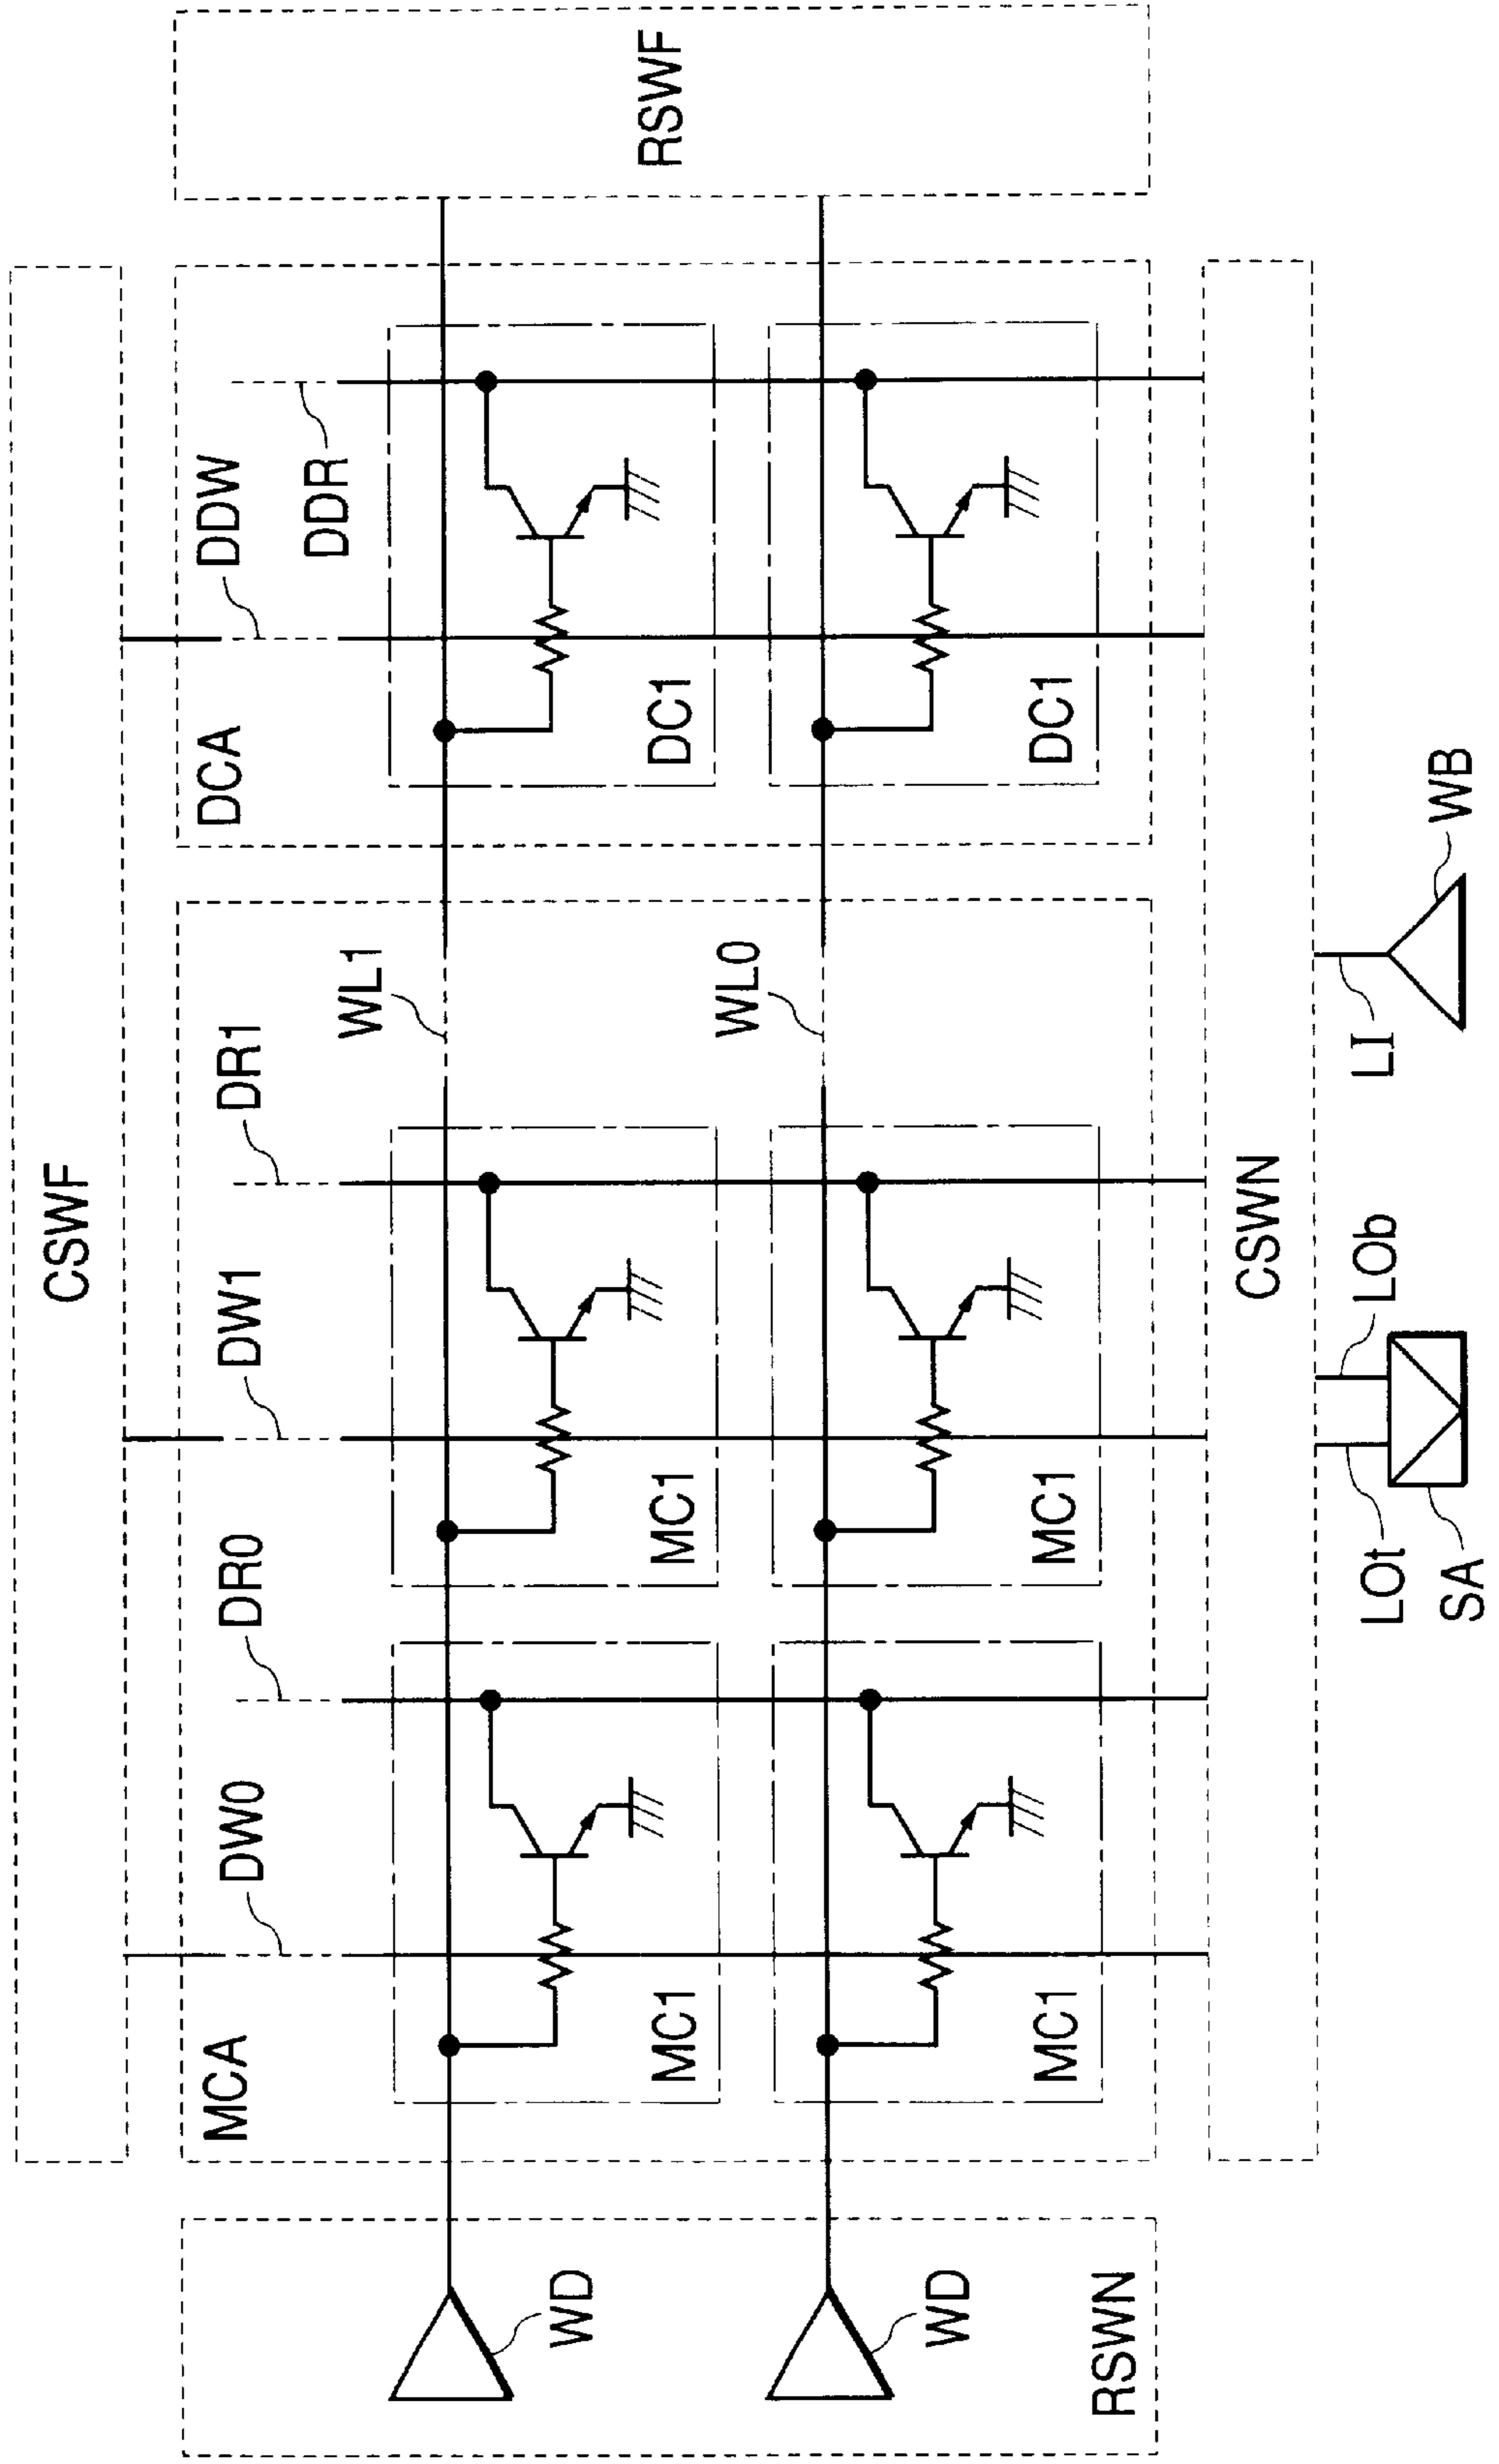 CSWF
MCA
DW0
DR0
DW1
DR1
DCA
DDW
DDR
WL1
WD
MC1
MC1
DC1
RSWF
WL0
WD
MC1
MC1
DC1
RSWN
CSWN
LOt
LOb
LI
SA
WB